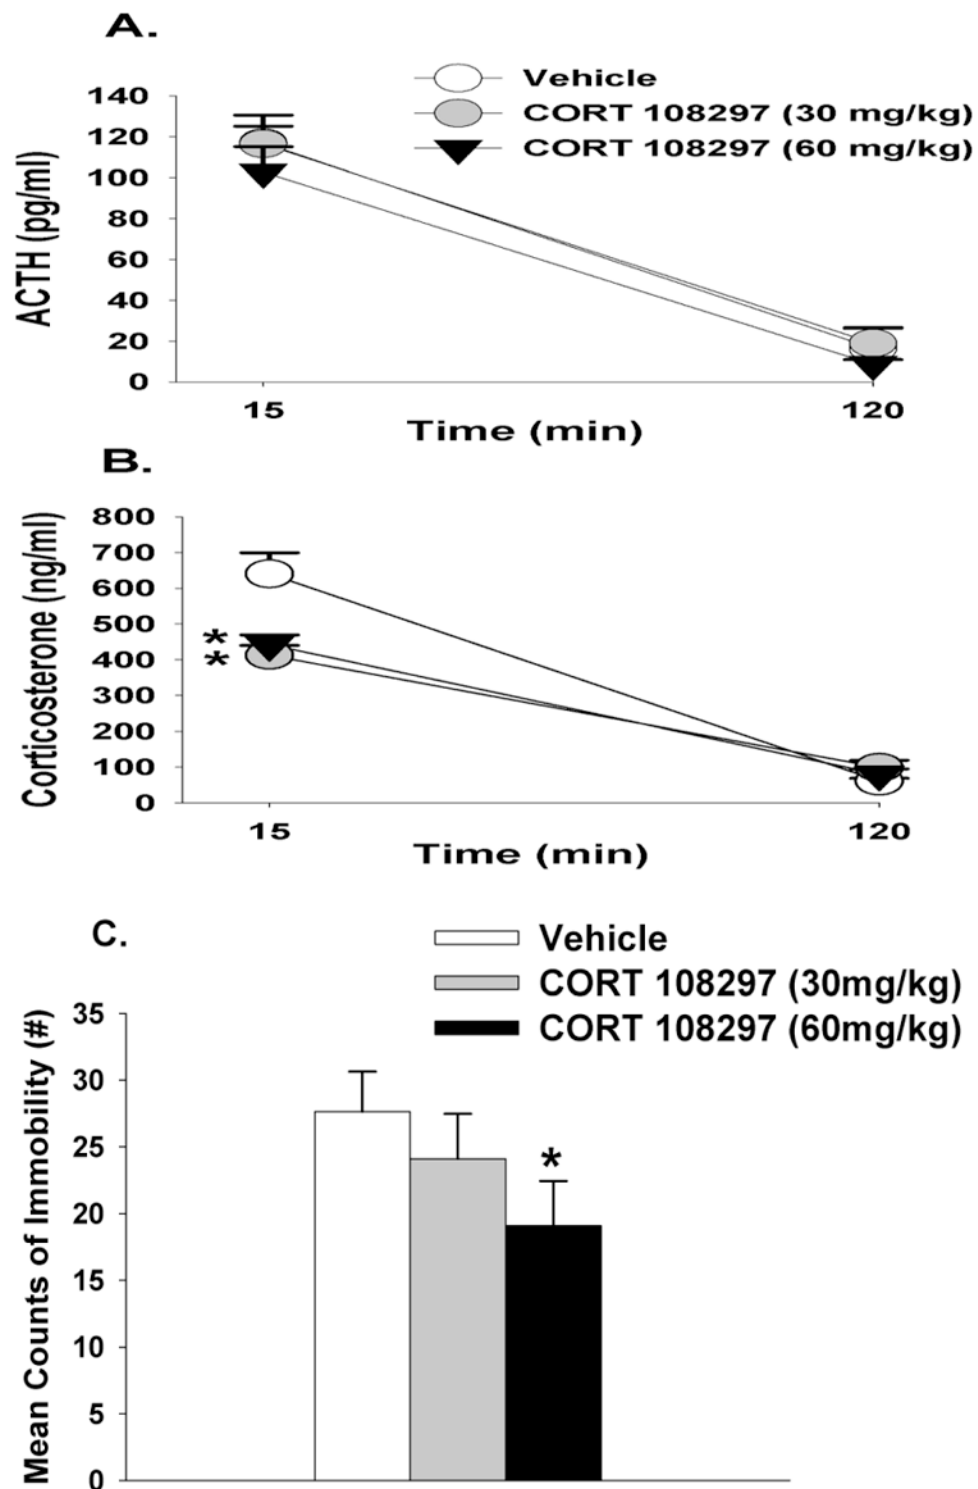 A.
Vehicle
CORT 108297 (30 mg/kg)
CORT 108297 (60 mg/kg)
ACTH (pg/ml)
140
120
100
80
60
40
20
0
15
120
Time (min)
B.
Corticosterone (ng/ml)
800
700
600
500
400
300
200
100
0
*
*
15
120
Time (min)
C.
Vehicle
CORT 108297 (30mg/kg)
CORT 108297 (60mg/kg)
Mean Counts of Immobility (#)
35
30
25
20
15
10
5
0
*